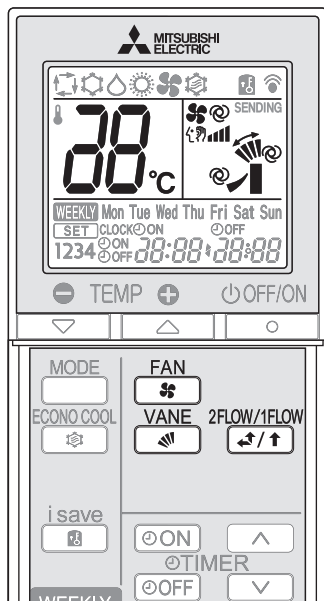 MITSUBISHI
ELECTRIC
SENDING
88 °C
WEEKLY Mon Tue Wed Thu Fri Sat Sun
SET CLOCK ON OFF
1234 ON OFF 88:88 88:88
TEMP OFF/ON
MODE FAN
ECONO COOL VANE 2FLOW/1FLOW
i save
ON
TIMER
OFF
WEEKLY